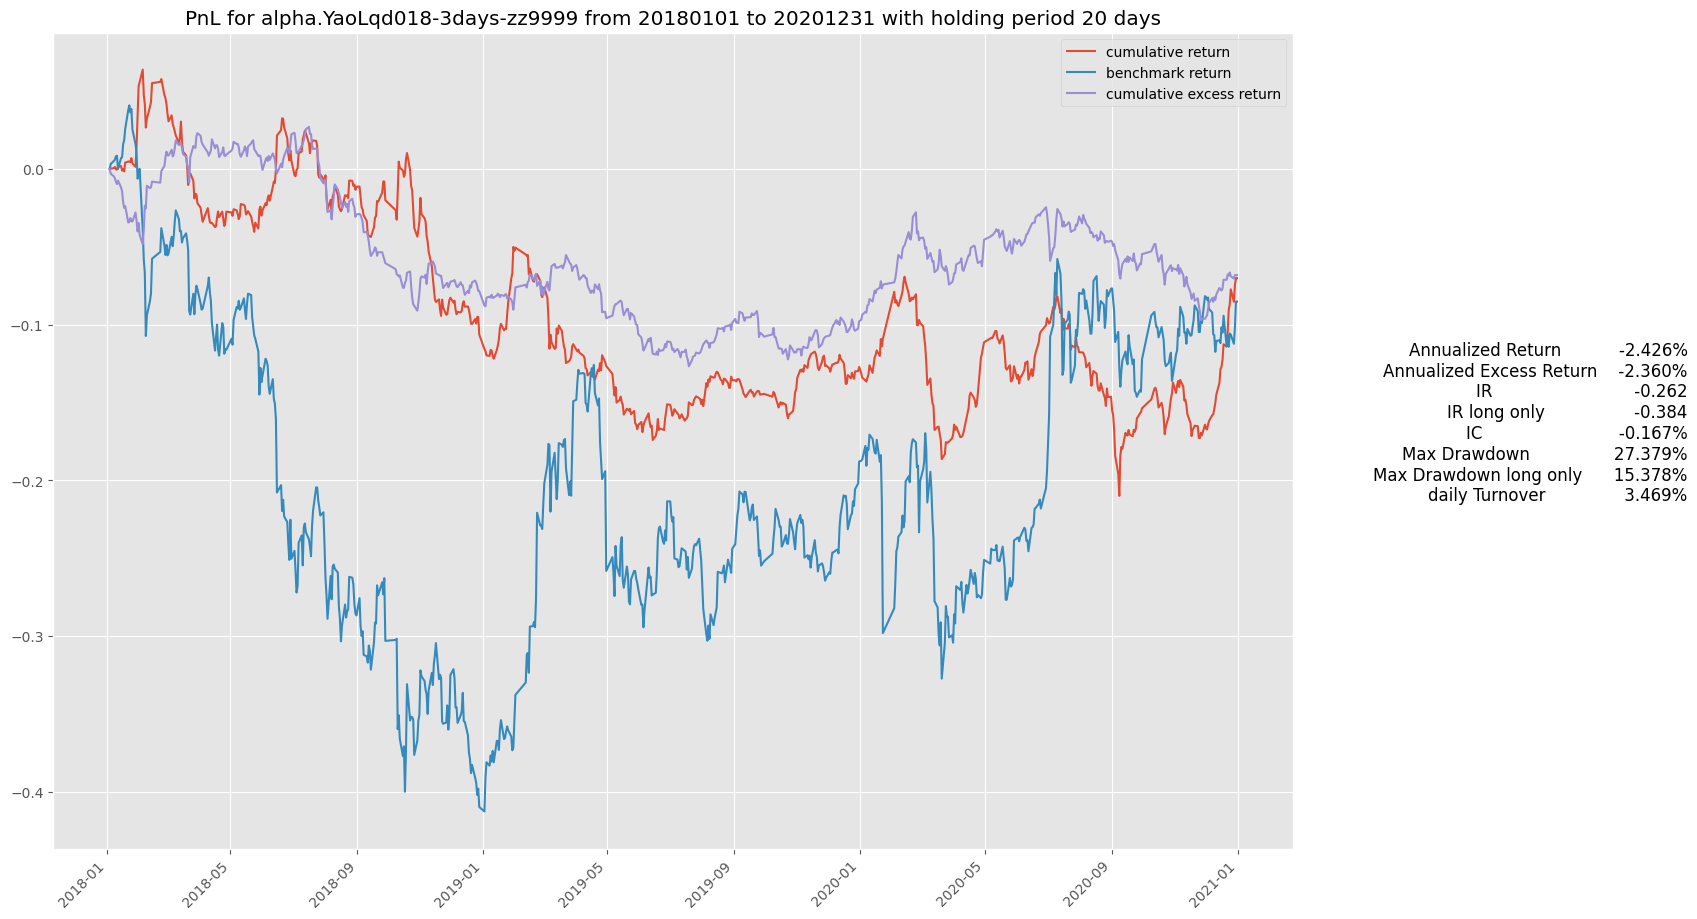 PnL for alpha.YaoLqd018-3days-zz9999 from 20180101 to 20201231 with holding period 20 days
cumulative return
benchmark return
cumulative excess return
0.0
−0.1
−0.2
−0.3
−0.4
Annualized Return -2.426%
Annualized Excess Return -2.360%
IR -0.262
IR long only -0.384
IC -0.167%
Max Drawdown 27.379%
Max Drawdown long only 15.378%
daily Turnover 3.469%
2018-01
2018-05
2018-09
2019-01
2019-05
2019-09
2020-01
2020-05
2020-09
2021-01